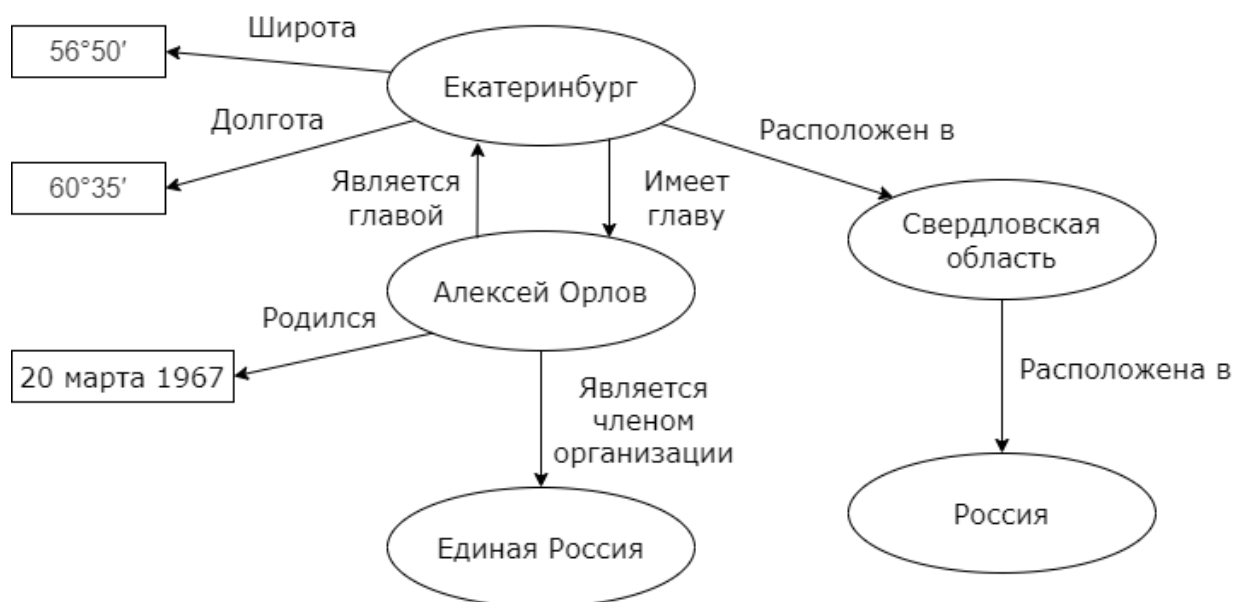 56°50′
Широта
Екатеринбург
Долгота
60°35′
Расположен в
Является
главой
Имеет
главу
Свердловская
область
Алексей Орлов
Родился
20 марта 1967
Является
членом
организации
Расположена в
Единая Россия
Россия